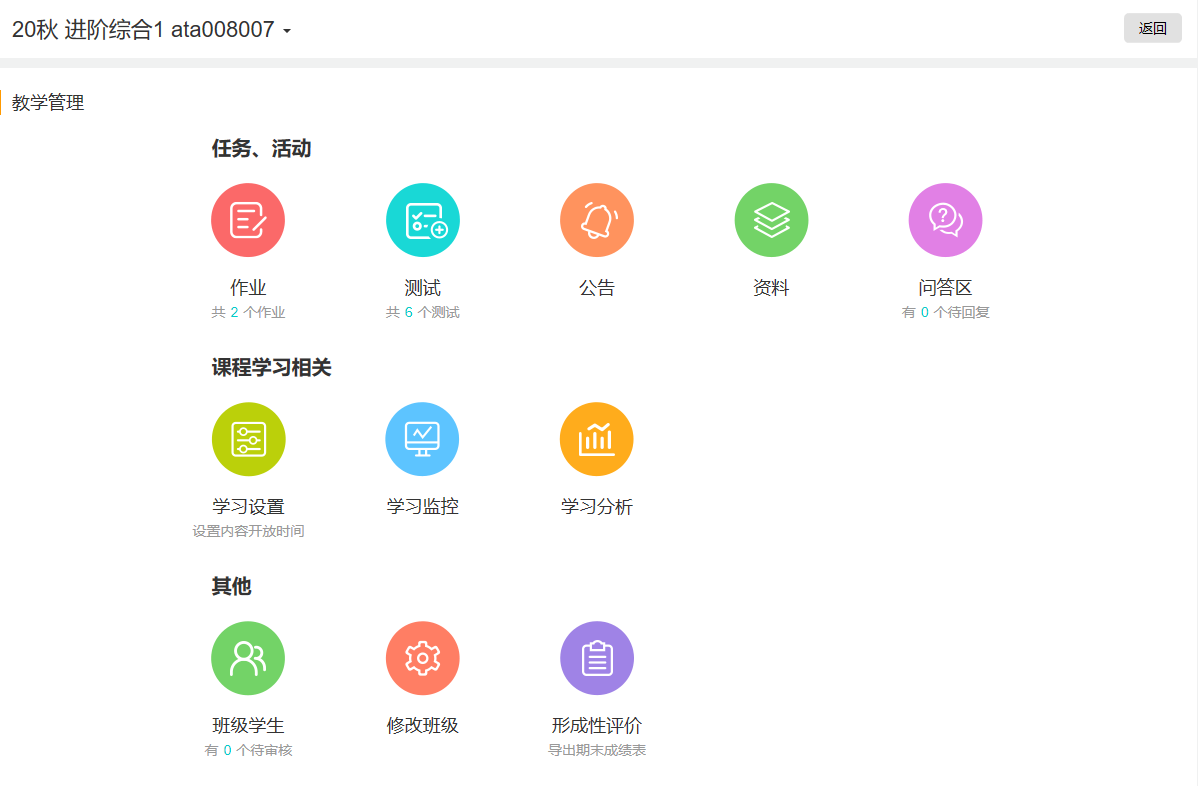 20秋 进阶综合1 ata008007
返回
教学管理
任务、活动
作业
测试
公告
资料
问答区
共 2 个作业
共 6 个测试
有 0 个待回复
课程学习相关
学习设置
学习监控
学习分析
设置内容开放时间
其他
班级学生
修改班级
形成性评价
有 0 个待审核
导出期末成绩表